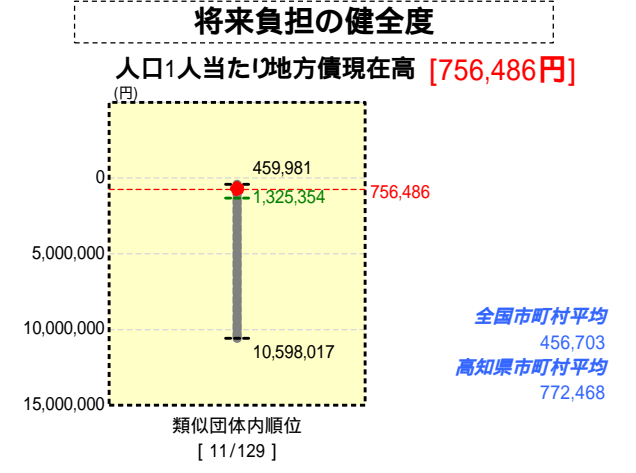 将来負担の健全度
人口1人当たり地方債現在高 [756,486円]
(円)
0
5,000,000
10,000,000
15,000,000
459,981
1,325,354
756,486
10,598,017
類似団体内順位
[ 11/129 ]
全国市町村平均
456,703
高知県市町村平均
772,468